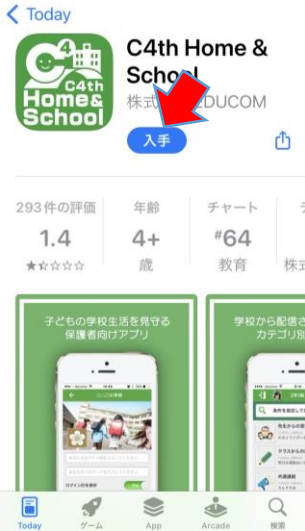 Today
C4th
Home&
School
C4th Home &
School
株式 EDUCOM
入手
293件の評価
年齢
チャート
1.4
4+
#64
★☆☆☆☆
歳
教育
株式
子どもの学校生活を見守る
保護者向けアプリ
学校から配信さ
カテゴリ別
Today
ゲーム
App
Arcade
検索